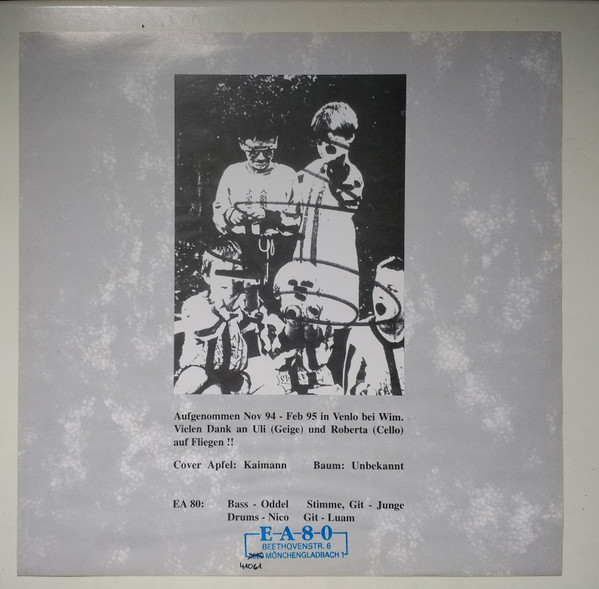 Aufgenommen Nov 94 - Feb 95 in Venlo bei Wim.
Vielen Dank an Uli (Geige) und Roberta (Cello)
auf Fliegen !!
Cover Apfel: Kaimann Baum: Unbekannt
EA 80: Bass - Oddel Stimme, Git - Junge
Drums - Nico Git - Luam
E-A-8-0
BEETHOVENSTR. 6
MÖNCHENGLADBACH 1
41061